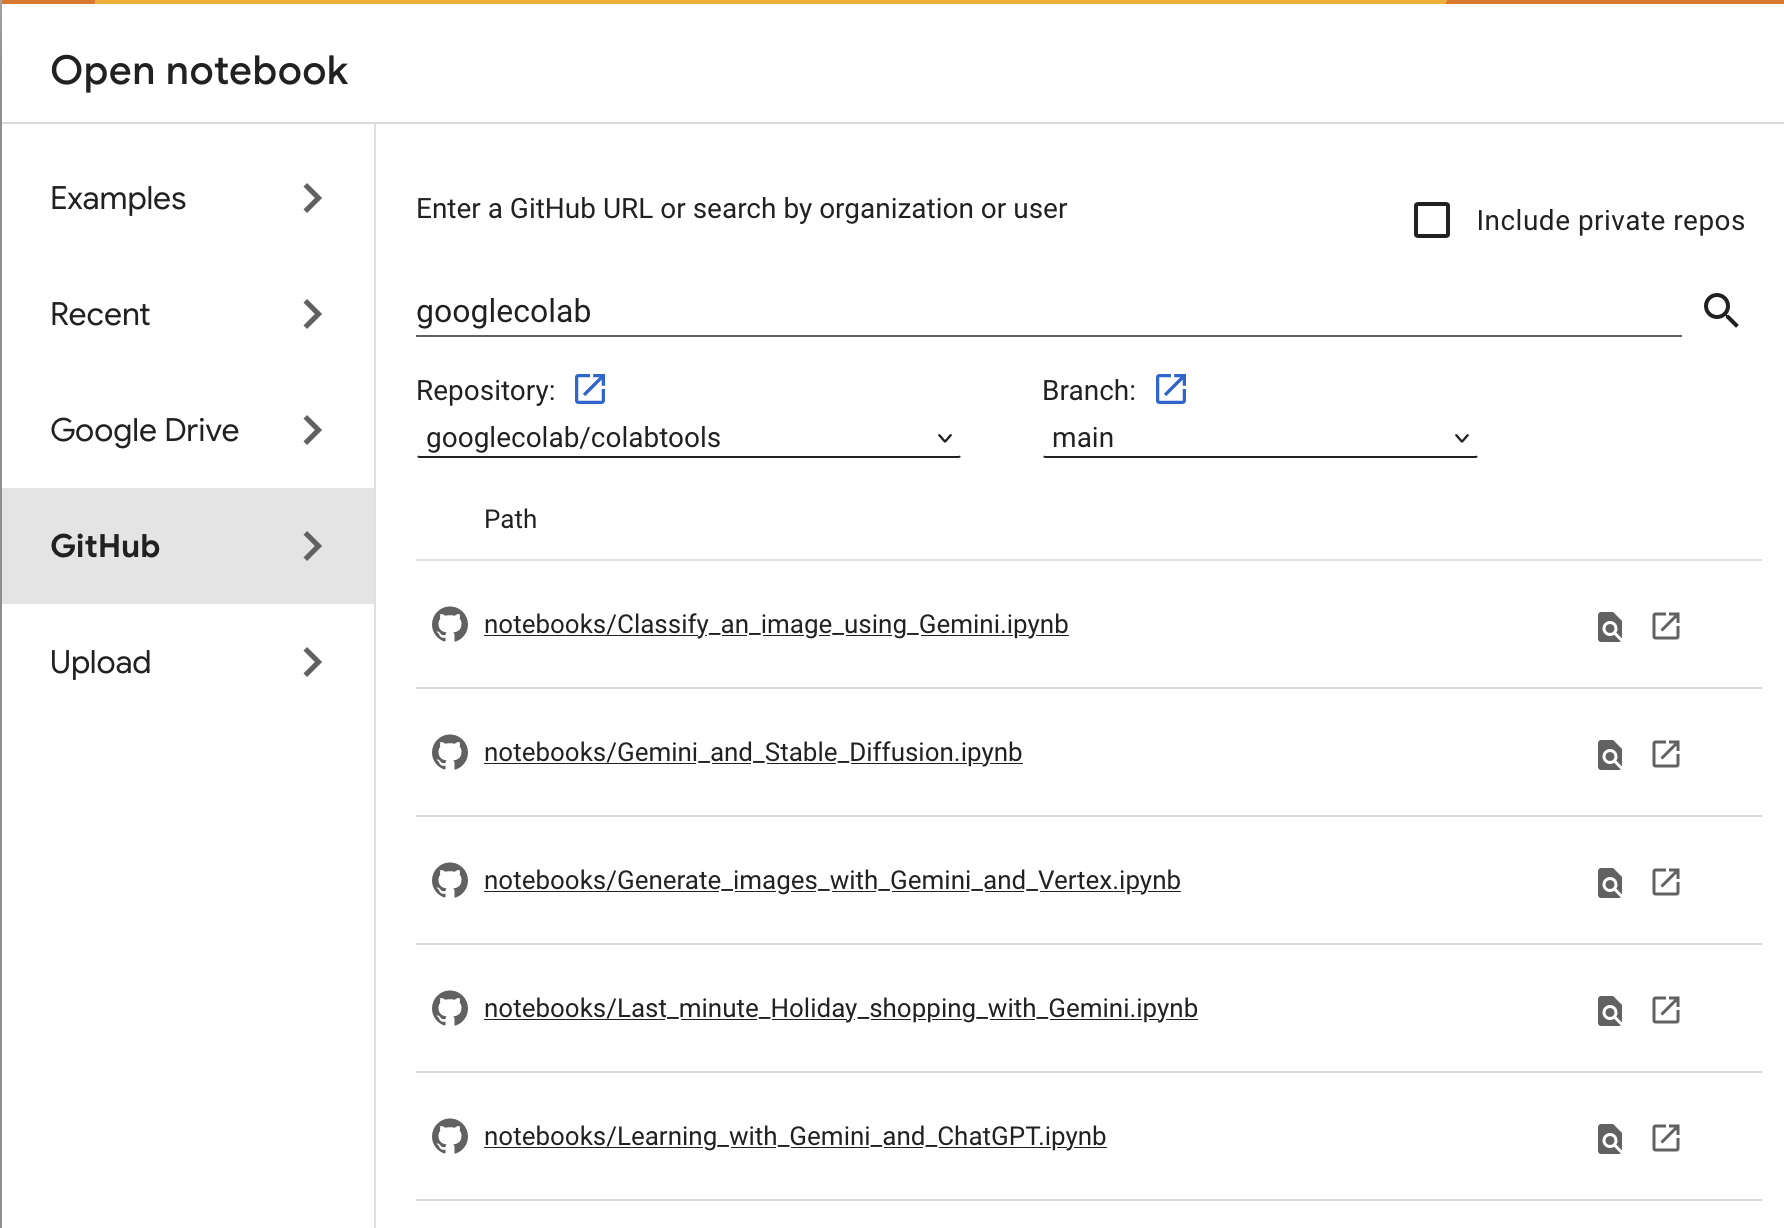 Open notebook
Examples
Recent
Google Drive
GitHub
Upload
Enter a GitHub URL or search by organization or user
Include private repos
googlecolab
Repository:
Branch:
googlecolab/colabtools
main
Path
notebooks/Classify_an_image_using_Gemini.ipynb
notebooks/Gemini_and_Stable_Diffusion.ipynb
notebooks/Generate_images_with_Gemini_and_Vertex.ipynb
notebooks/Last_minute_Holiday_shopping_with_Gemini.ipynb
notebooks/Learning_with_Gemini_and_ChatGPT.ipynb